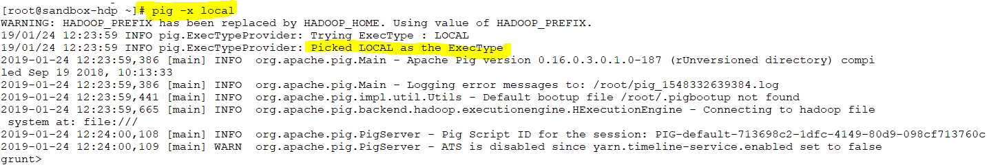 [root@sandbox-hdp ~]# pig -x local
WARNING: HADOOP_PREFIX has been replaced by HADOOP_HOME. Using value of HADOOP_PREFIX.
19/01/24 12:23:59 INFO pig.ExecTypeProvider: Trying ExecType : LOCAL
19/01/24 12:23:59 INFO pig.ExecTypeProvider: Picked LOCAL as the ExecType
2019-01-24 12:23:59,386 [main] INFO  org.apache.pig.Main - Apache Pig version 0.16.0.3.0.1.0-187 (rUnversioned directory) compi
led Sep 19 2018, 10:13:33
2019-01-24 12:23:59,386 [main] INFO  org.apache.pig.Main - Logging error messages to: /root/pig_1548332639384.log
2019-01-24 12:23:59,441 [main] INFO  org.apache.pig.impl.util.Utils - Default bootup file /root/.pigbootup not found
2019-01-24 12:23:59,665 [main] INFO  org.apache.pig.backend.hadoop.executionengine.HExecutionEngine - Connecting to hadoop file
 system at: file:///
2019-01-24 12:24:00,108 [main] INFO  org.apache.pig.PigServer - Pig Script ID for the session: PIG-default-713698c2-1dfc-4149-80d9-098cf713760c
2019-01-24 12:24:00,109 [main] WARN  org.apache.pig.PigServer - ATS is disabled since yarn.timeline-service.enabled set to false
grunt>